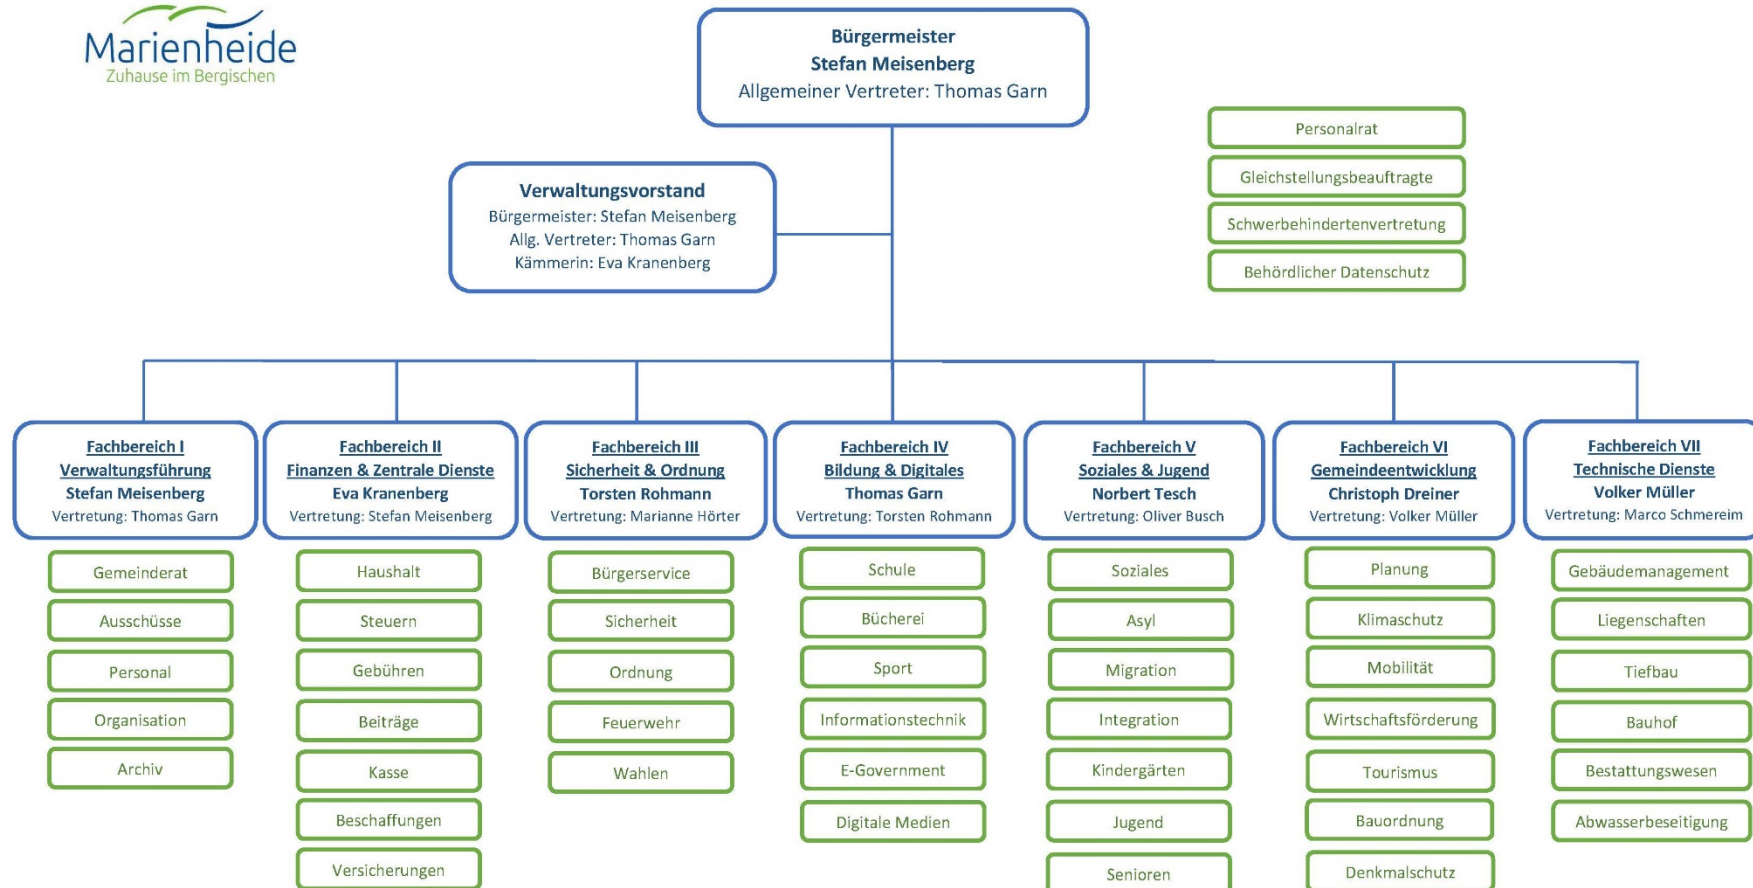 Marienheide
Zuhause im Bergischen
Bürgermeister
Stefan Meisenberg
Allgemeiner Vertreter: Thomas Garn
Personalrat
Gleichstellungsbeauftragte
Schwerbehindertenvertretung
Behördlicher Datenschutz
Verwaltungsvorstand
Bürgermeister: Stefan Meisenberg
Allg. Vertreter: Thomas Garn
Kämmerin: Eva Kranenberg
Fachbereich I
Verwaltungsführung
Stefan Meisenberg
Vertretung: Thomas Garn
Gemeinderat
Ausschüsse
Personal
Organisation
Archiv
Fachbereich II
Finanzen & Zentrale Dienste
Eva Kranenberg
Vertretung: Stefan Meisenberg
Haushalt
Steuern
Gebühren
Beiträge
Kasse
Beschaffungen
Versicherungen
Fachbereich III
Sicherheit & Ordnung
Torsten Rohmann
Vertretung: Marianne Hörter
Bürgerservice
Sicherheit
Ordnung
Feuerwehr
Wahlen
Fachbereich IV
Bildung & Digitales
Thomas Garn
Vertretung: Torsten Rohmann
Schule
Bücherei
Sport
Informationstechnik
E-Government
Digitale Medien
Fachbereich V
Soziales & Jugend
Norbert Tesch
Vertretung: Oliver Busch
Soziales
Asyl
Migration
Integration
Kindergärten
Jugend
Senioren
Fachbereich VI
Gemeindeentwicklung
Christoph Dreiner
Vertretung: Volker Müller
Planung
Klimaschutz
Mobilität
Wirtschaftsförderung
Tourismus
Bauordnung
Denkmalschutz
Fachbereich VII
Technische Dienste
Volker Müller
Vertretung: Marco Schmereim
Gebäudemanagement
Liegenschaften
Tiefbau
Bauhof
Bestattungswesen
Abwasserbeseitigung